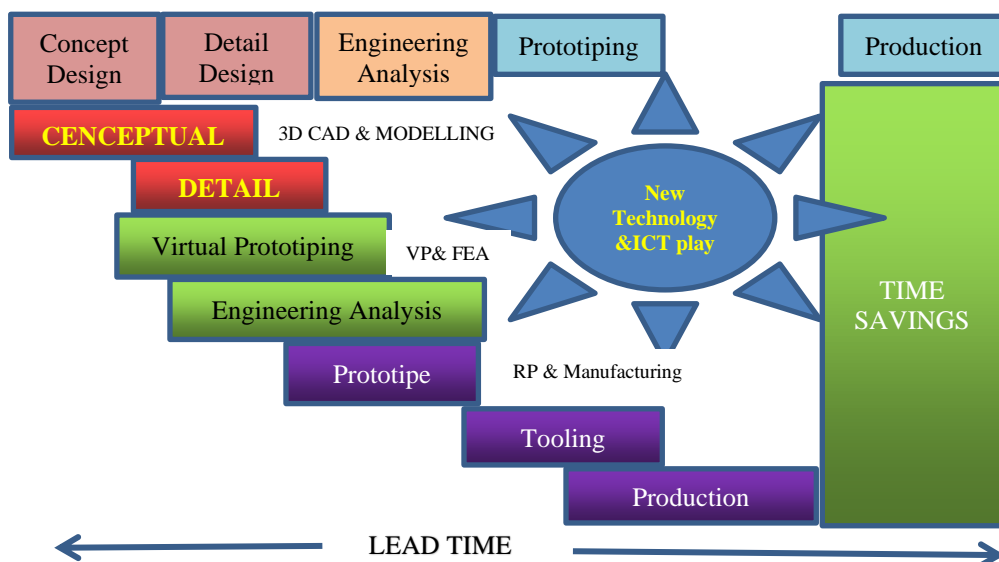 Concept
Design
Detail
Design
Engineering
Analysis
Prototiping
Production
CENCEPTUAL
3D CAD & MODELLING
DETAIL
New
Technology
&ICT play
Virtual Prototiping
VP& FEA
Engineering Analysis
TIME
SAVINGS
Prototipe
RP & Manufacturing
Tooling
Production
LEAD TIME